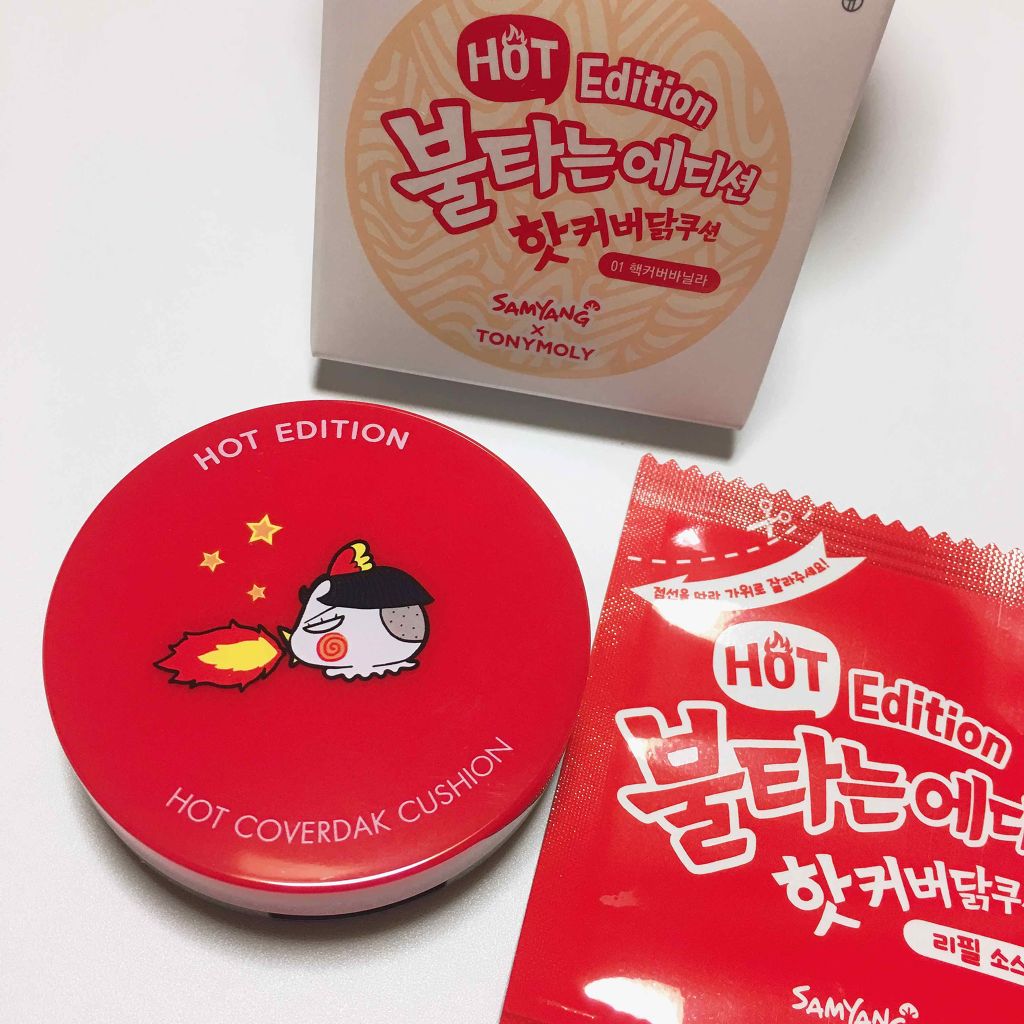 HOT Edition
불타는에디션
핫커버닭쿠션
01 핵커버바닐라
SAMYANG
×
TONYMOLY
HOT EDITION
HOT COVERDAK CUSHION
점선을 따라 가위로 잘라주세요!
HOT Edition
불타는에디
핫커버닭쿠션
리필 소스
SAMYANG